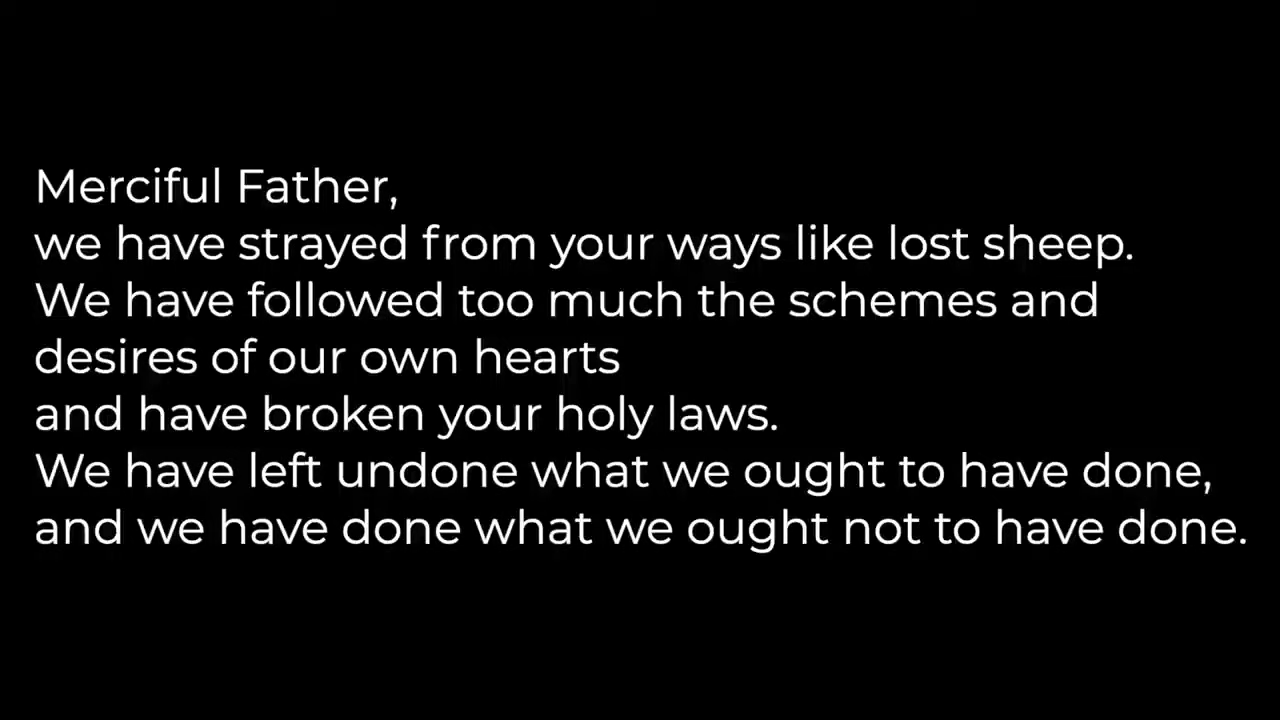 Merciful Father,
we have strayed from your ways like lost sheep.
We have followed too much the schemes and
desires of our own hearts
and have broken your holy laws.
We have left undone what we ought to have done,
and we have done what we ought not to have done.